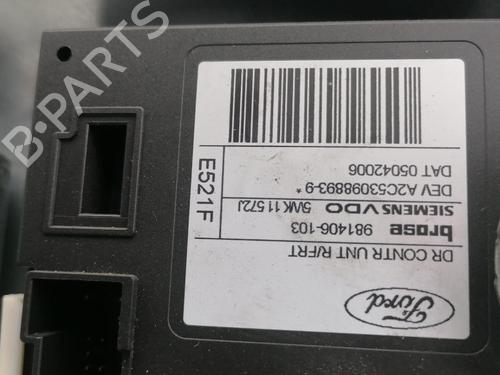 Ford
DR CONTR UNT R/FRT
brose 981406-103
SIEMENS VDO 5WK11572J
DEV A2C53098893-9*
DAT 05042006
E521F
B-PARTS